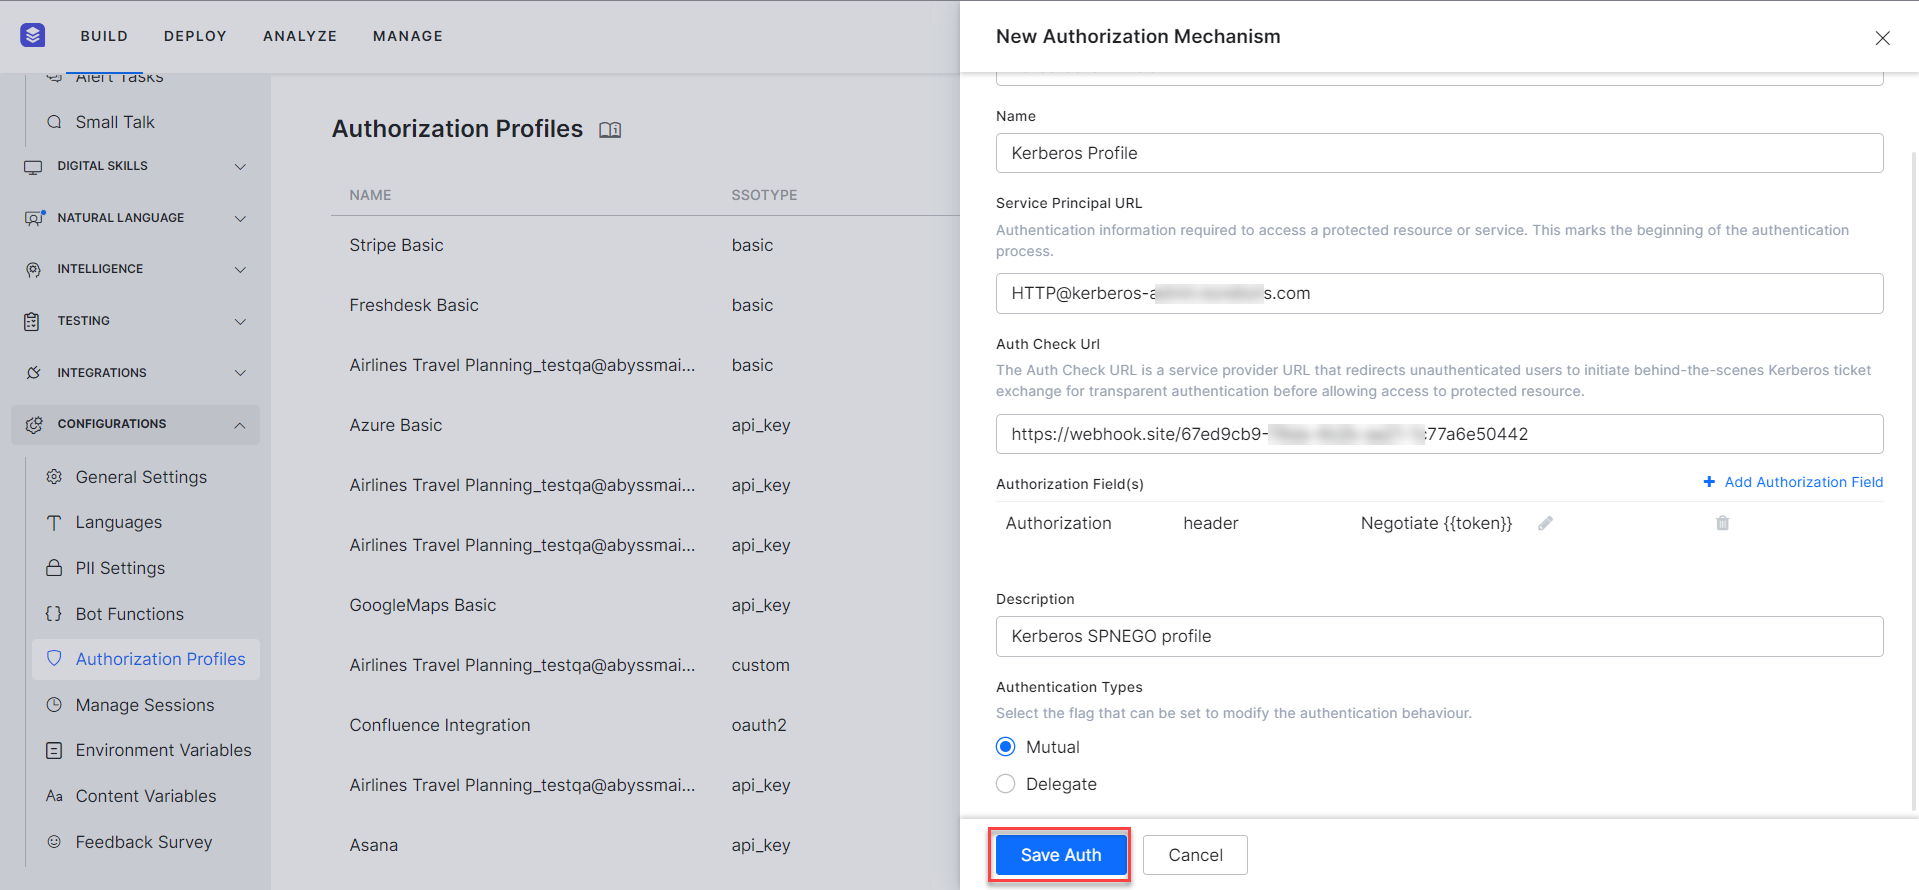 BUILD DEPLOY ANALYZE MANAGE
Alert Tasks
Small Talk
DIGITAL SKILLS
NATURAL LANGUAGE
INTELLIGENCE
TESTING
INTEGRATIONS
CONFIGURATIONS
General Settings
Languages
PII Settings
Bot Functions
Authorization Profiles
Manage Sessions
Environment Variables
Aa Content Variables
Feedback Survey
Authorization Profiles
NAME SSOTYPE
Stripe Basic basic
Freshdesk Basic basic
Airlines Travel Planning_testqa@abyssmai... basic
Azure Basic api_key
Airlines Travel Planning_testqa@abyssmai... api_key
Airlines Travel Planning_testqa@abyssmai... api_key
GoogleMaps Basic api_key
Airlines Travel Planning_testqa@abyssmai... custom
Confluence Integration oauth2
Airlines Travel Planning_testqa@abyssmai... api_key
Asana api_key
New Authorization Mechanism
Name
Kerberos Profile
Service Principal URL
Authentication information required to access a protected resource or service. This marks the beginning of the authentication
process.
HTTP@kerberos-a s.com
Auth Check Url
The Auth Check URL is a service provider URL that redirects unauthenticated users to initiate behind-the-scenes Kerberos ticket
exchange for transparent authentication before allowing access to protected resource.
https://webhook.site/67ed9cb9- c77a6e50442
Authorization Field(s) + Add Authorization Field
Authorization header Negotiate {{token}}
Description
Kerberos SPNEGO profile
Authentication Types
Select the flag that can be set to modify the authentication behaviour.
Mutual
Delegate
Save Auth Cancel